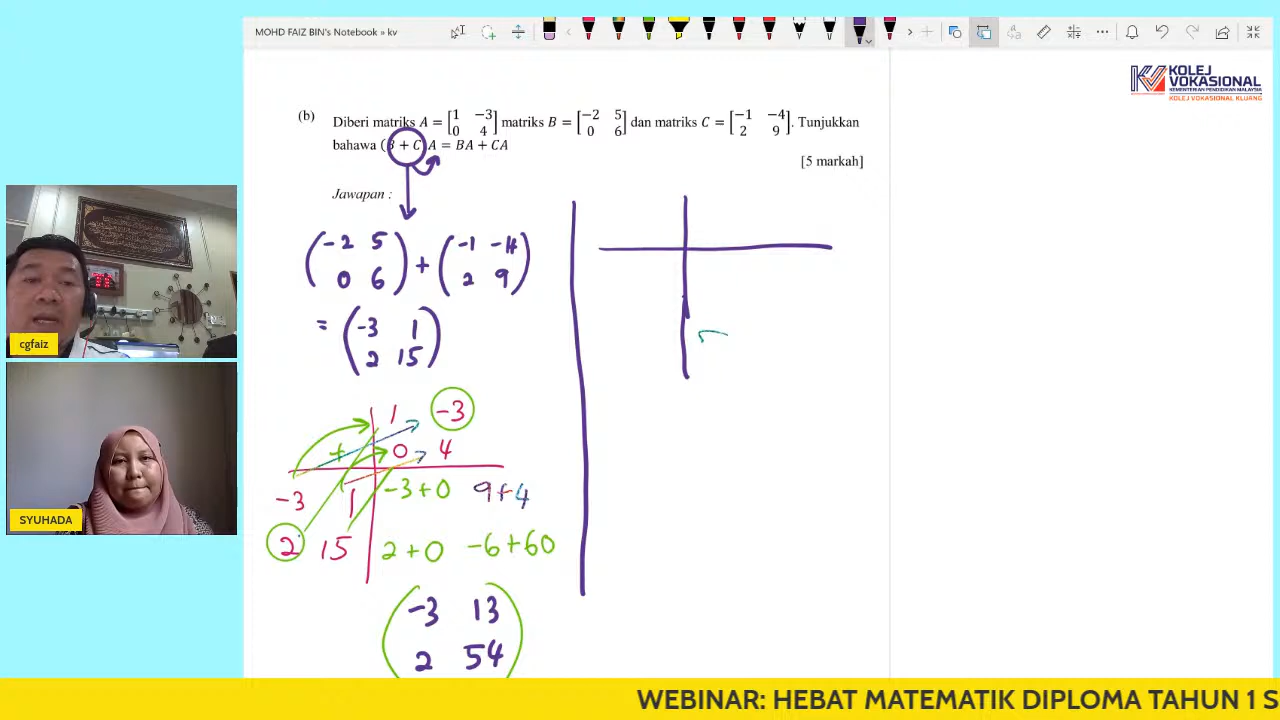 MOHD FAIZ BIN's Notebook » kv
KOLEJ
VOKASIONAL
KEMENTERIAN PENDIDIKAN MALAYSIA
KOLEJ VOKASIONAL KLUANG
(b) Diberi matriks A = [1 −3; 0 4] matriks B = [−2 5; 0 6] dan matriks C = [−1 −4; 2 9]. Tunjukkan
bahawa (B + C)A = BA + CA
[5 markah]
Jawapan :
(-2 5) + (-1 -4)
(0 6) (2 9)
= (-3 1)
(2 15)
1 -3
+ 0 4
-3 1 -3+0 9+4
2 15 2+0 -6+60
(-3 13)
2 54
cgfaiz
SYUHADA
WEBINAR: HEBAT MATEMATIK DIPLOMA TAHUN 1 S